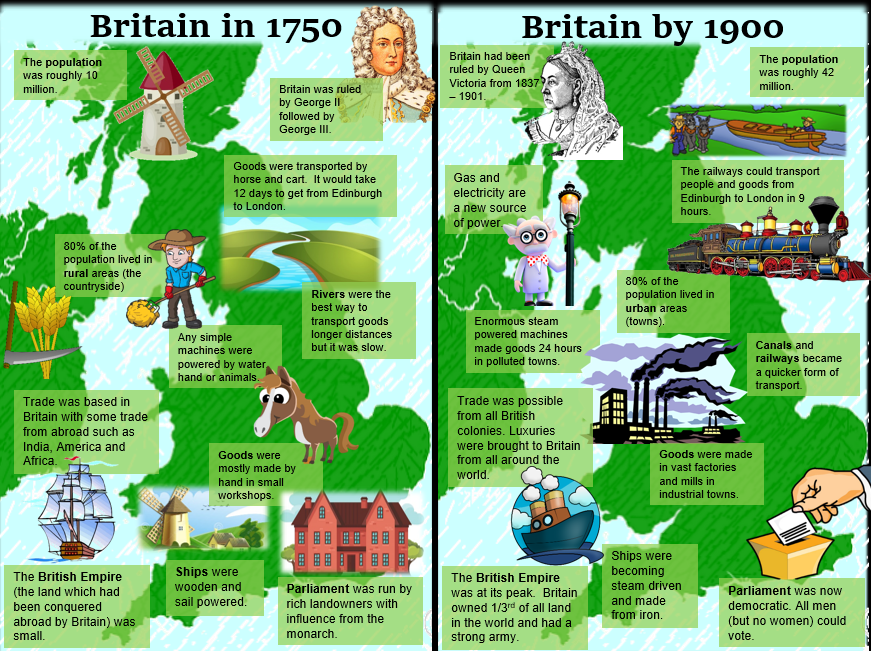 Britain in 1750
The population
was roughly 10
million.
Britain was ruled
by George II
followed by
George III.
Goods were transported by
horse and cart.  It would take
12 days to get from Edinburgh
to London.
80% of the
population lived in
rural areas (the
countryside)
Rivers were the
best way to
transport goods
longer distances
but it was slow.
Any simple
machines were
powered by water,
hand or animals.
Trade was based in
Britain with some trade
from abroad such as
India, America and
Africa.
Goods were
mostly made by
hand in small
workshops.
The British Empire
(the land which had
been conquered
abroad by Britain) was
small.
Ships were
wooden and
sail powered.
Parliament was run by
rich landowners with
influence from the
monarch.
Britain by 1900
Britain had been
ruled by Queen
Victoria from 1837
– 1901.
The population
was roughly 42
million.
Gas and
electricity are
a new source
of power.
The railways could transport
people and goods from
Edinburgh to London in 9
hours.
80% of the
population lived in
urban areas
(towns).
Enormous steam
powered machines
made goods 24 hours
in polluted towns.
Canals and
railways became
a quicker form of
transport.
Trade was possible
from all British
colonies. Luxuries
were brought to Britain
from all around the
world.
Goods were made
in vast factories
and mills in
industrial towns.
The British Empire
was at its peak.  Britain
owned 1/3rd of all land
in the world and had a
strong army.
Ships were
becoming
steam driven
and made
from iron.
Parliament was now
democratic. All men
(but no women) could
vote.